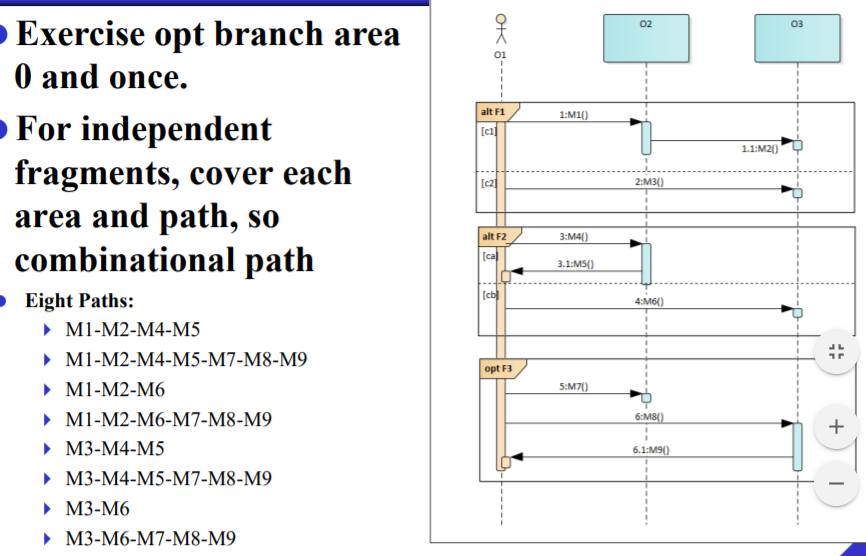 Exercise opt branch area
0 and once.
For independent
fragments, cover each
area and path, so
combinational path
Eight Paths:
M1-M2-M4-M5
M1-M2-M4-M5-M7-M8-M9
M1-M2-M6
M1-M2-M6-M7-M8-M9
M3-M4-M5
M3-M4-M5-M7-M8-M9
M3-M6
M3-M6-M7-M8-M9
O1
O2
O3
alt F1
1:M1()
[c1]
1.1:M2()
[c2]
2:M3()
alt F2
3:M4()
[ca]
3.1:M5()
[cb]
4:M6()
opt F3
5:M7()
6:M8()
6.1:M9()